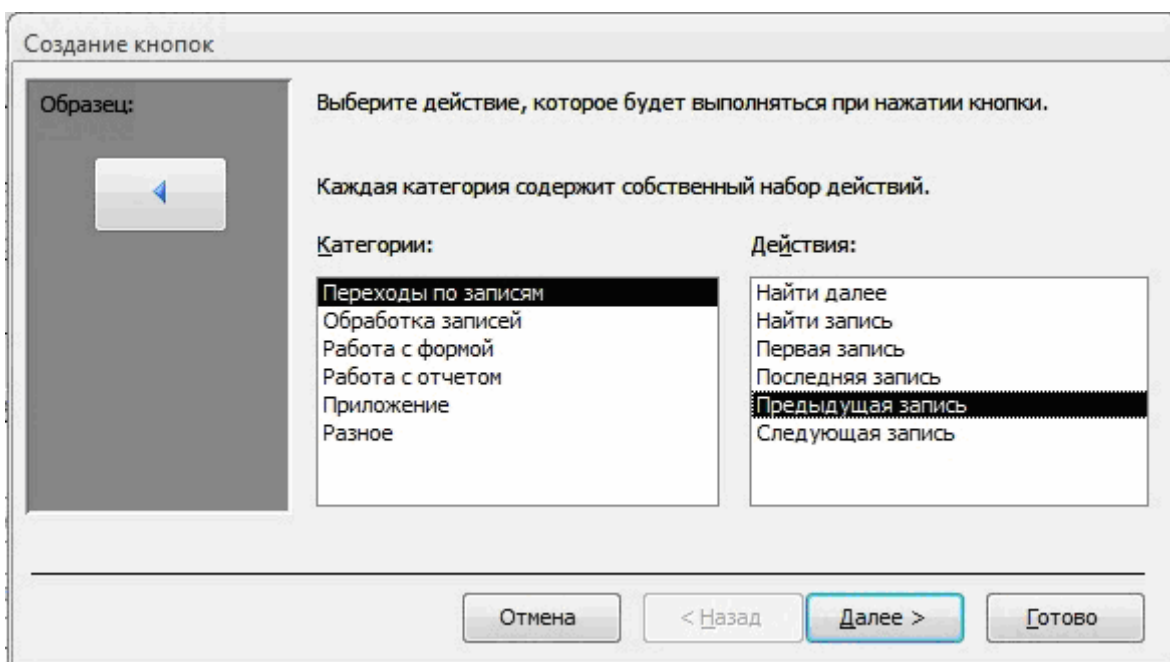 Создание кнопок
Образец:
Выберите действие, которое будет выполняться при нажатии кнопки.
Каждая категория содержит собственный набор действий.
Категории:
Переходы по записям
Обработка записей
Работа с формой
Работа с отчетом
Приложение
Разное
Действия:
Найти далее
Найти запись
Первая запись
Последняя запись
Предыдущая запись
Следующая запись
Отмена
< Назад
Далее >
Готово